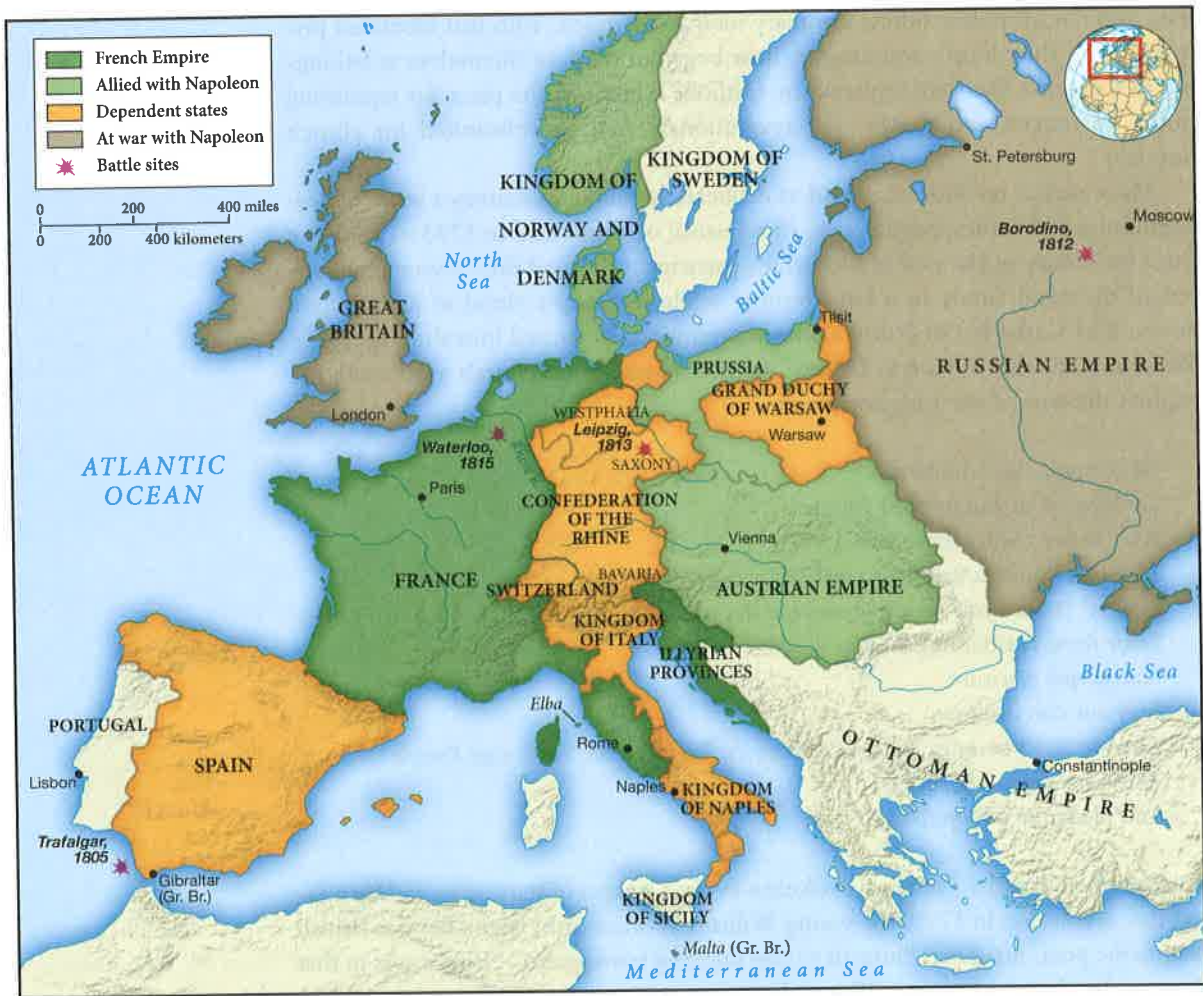 French Empire
Allied with Napoleon
Dependent states
At war with Napoleon
Battle sites
0 200 400 miles
0 200 400 kilometers
KINGDOM OF
SWEDEN
St. Petersburg
KINGDOM OF
NORWAY AND
DENMARK
Moscow
Borodino,
1812
North
Sea
Baltic Sea
GREAT
BRITAIN
Tilsit
RUSSIAN EMPIRE
PRUSSIA
GRAND DUCHY
OF WARSAW
Warsaw
London
WESTPHALIA
Leipzig,
1813
SAXONY
Waterloo,
1815
ATLANTIC
OCEAN
Paris
CONFEDERATION
OF THE
RHINE
Vienna
FRANCE
SWITZERLAND
BAVARIA
AUSTRIAN EMPIRE
KINGDOM
OF ITALY
ILLYRIAN
PROVINCES
Black Sea
Elba
Rome
PORTUGAL
SPAIN
Lisbon
OTTOMAN EMPIRE
Constantinople
Naples
KINGDOM
OF NAPLES
Trafalgar,
1805
Gibraltar
(Gr. Br.)
KINGDOM
OF SICILY
Malta (Gr. Br.)
Mediterranean Sea